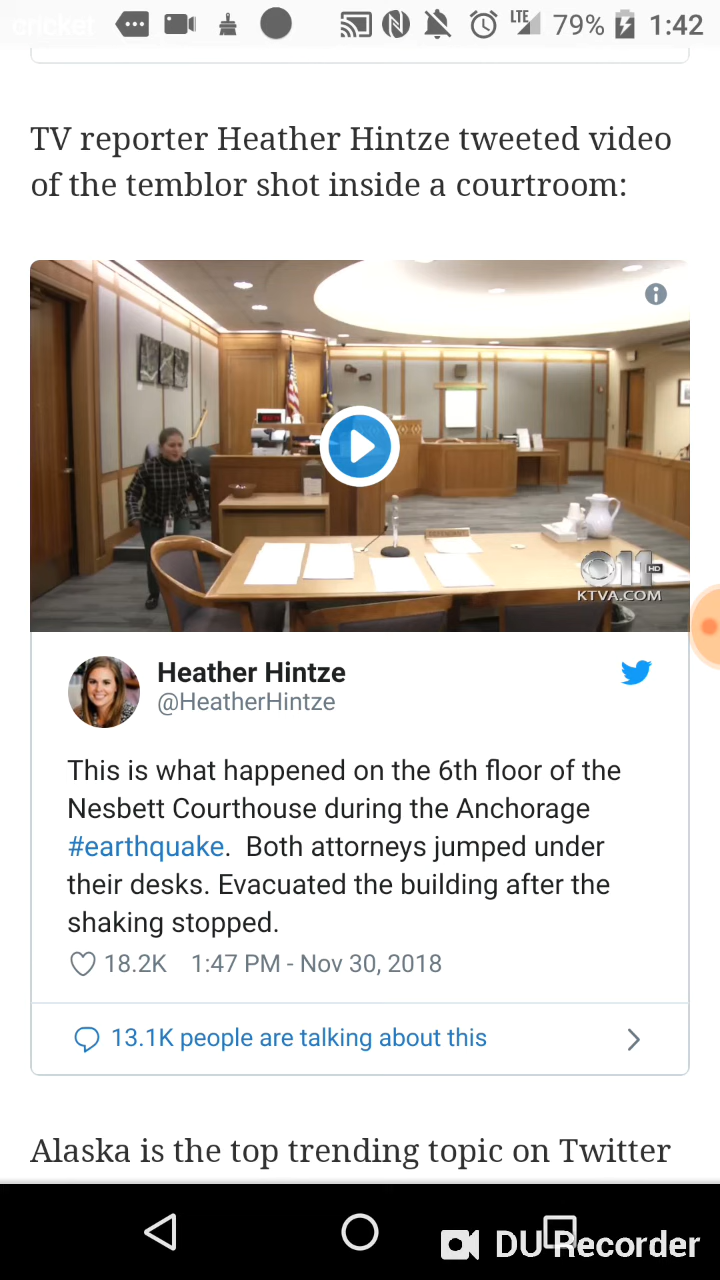 cricket LTE 79% 1:42
TV reporter Heather Hintze tweeted video
of the temblor shot inside a courtroom:
11 HD
KTVA.COM
Heather Hintze
@HeatherHintze
This is what happened on the 6th floor of the
Nesbett Courthouse during the Anchorage
#earthquake. Both attorneys jumped under
their desks. Evacuated the building after the
shaking stopped.
18.2K 1:47 PM - Nov 30, 2018
13.1K people are talking about this
Alaska is the top trending topic on Twitter
DU Recorder